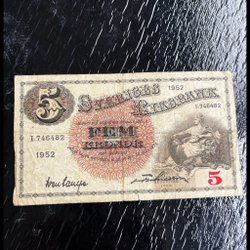 5
SVERIGES RIKSBANK
1952
I.746482
I.746482
FEM
KRONOR
1952
5